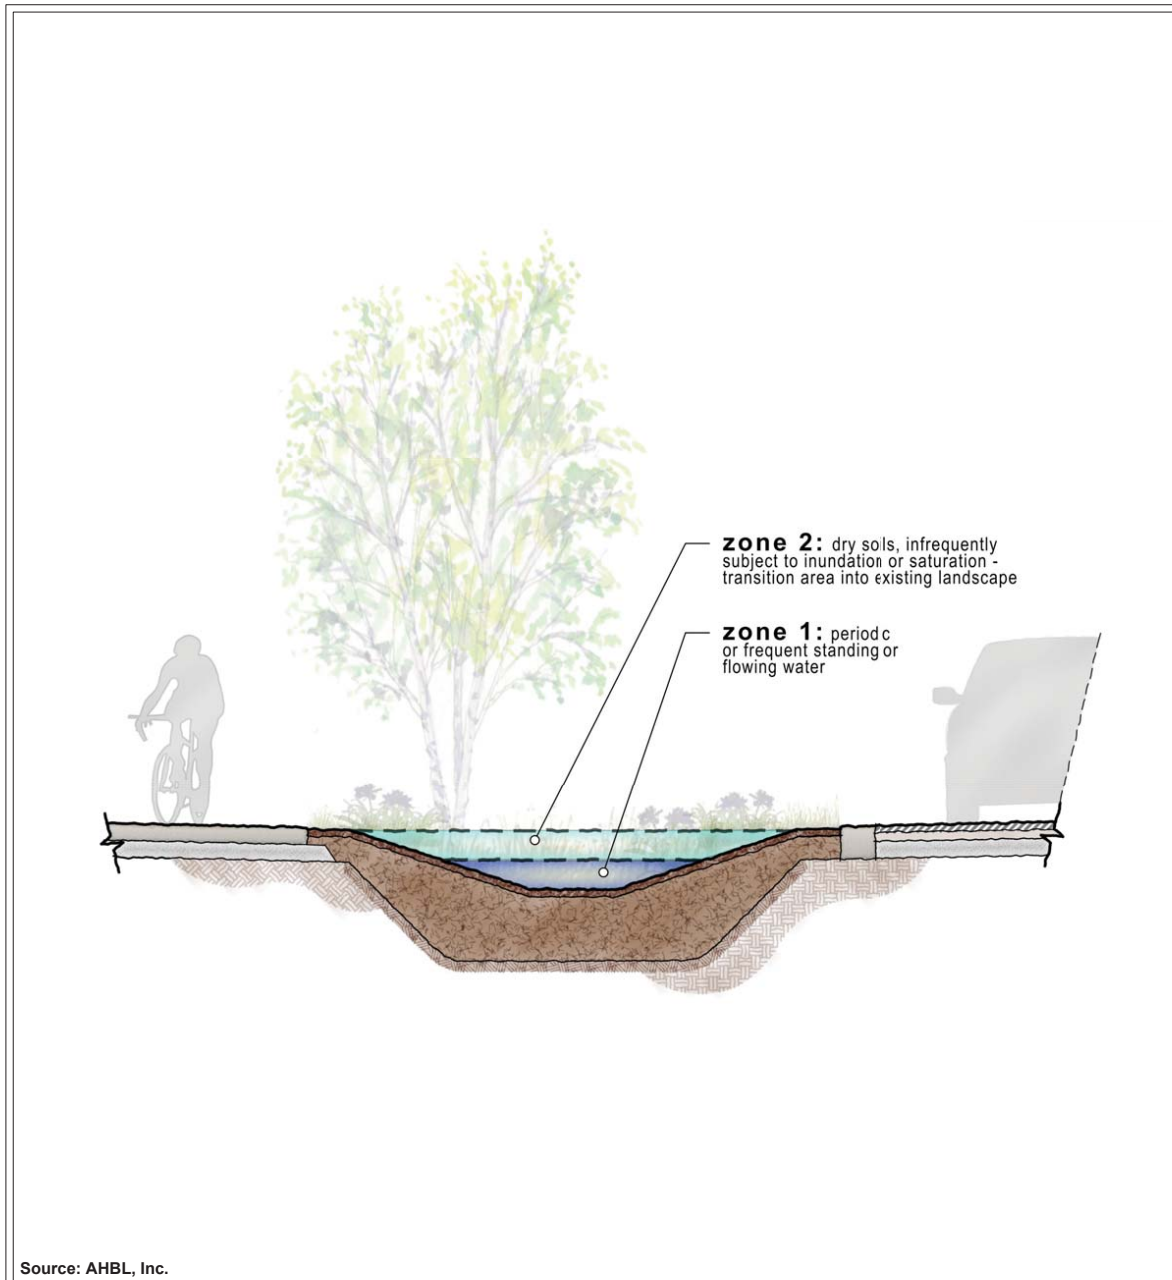 zone 2: dry soils, infrequently
subject to inundation or saturation -
transition area into existing landscape
zone 1: periodc
or frequent standing or
flowing water
Source: AHBL, Inc.